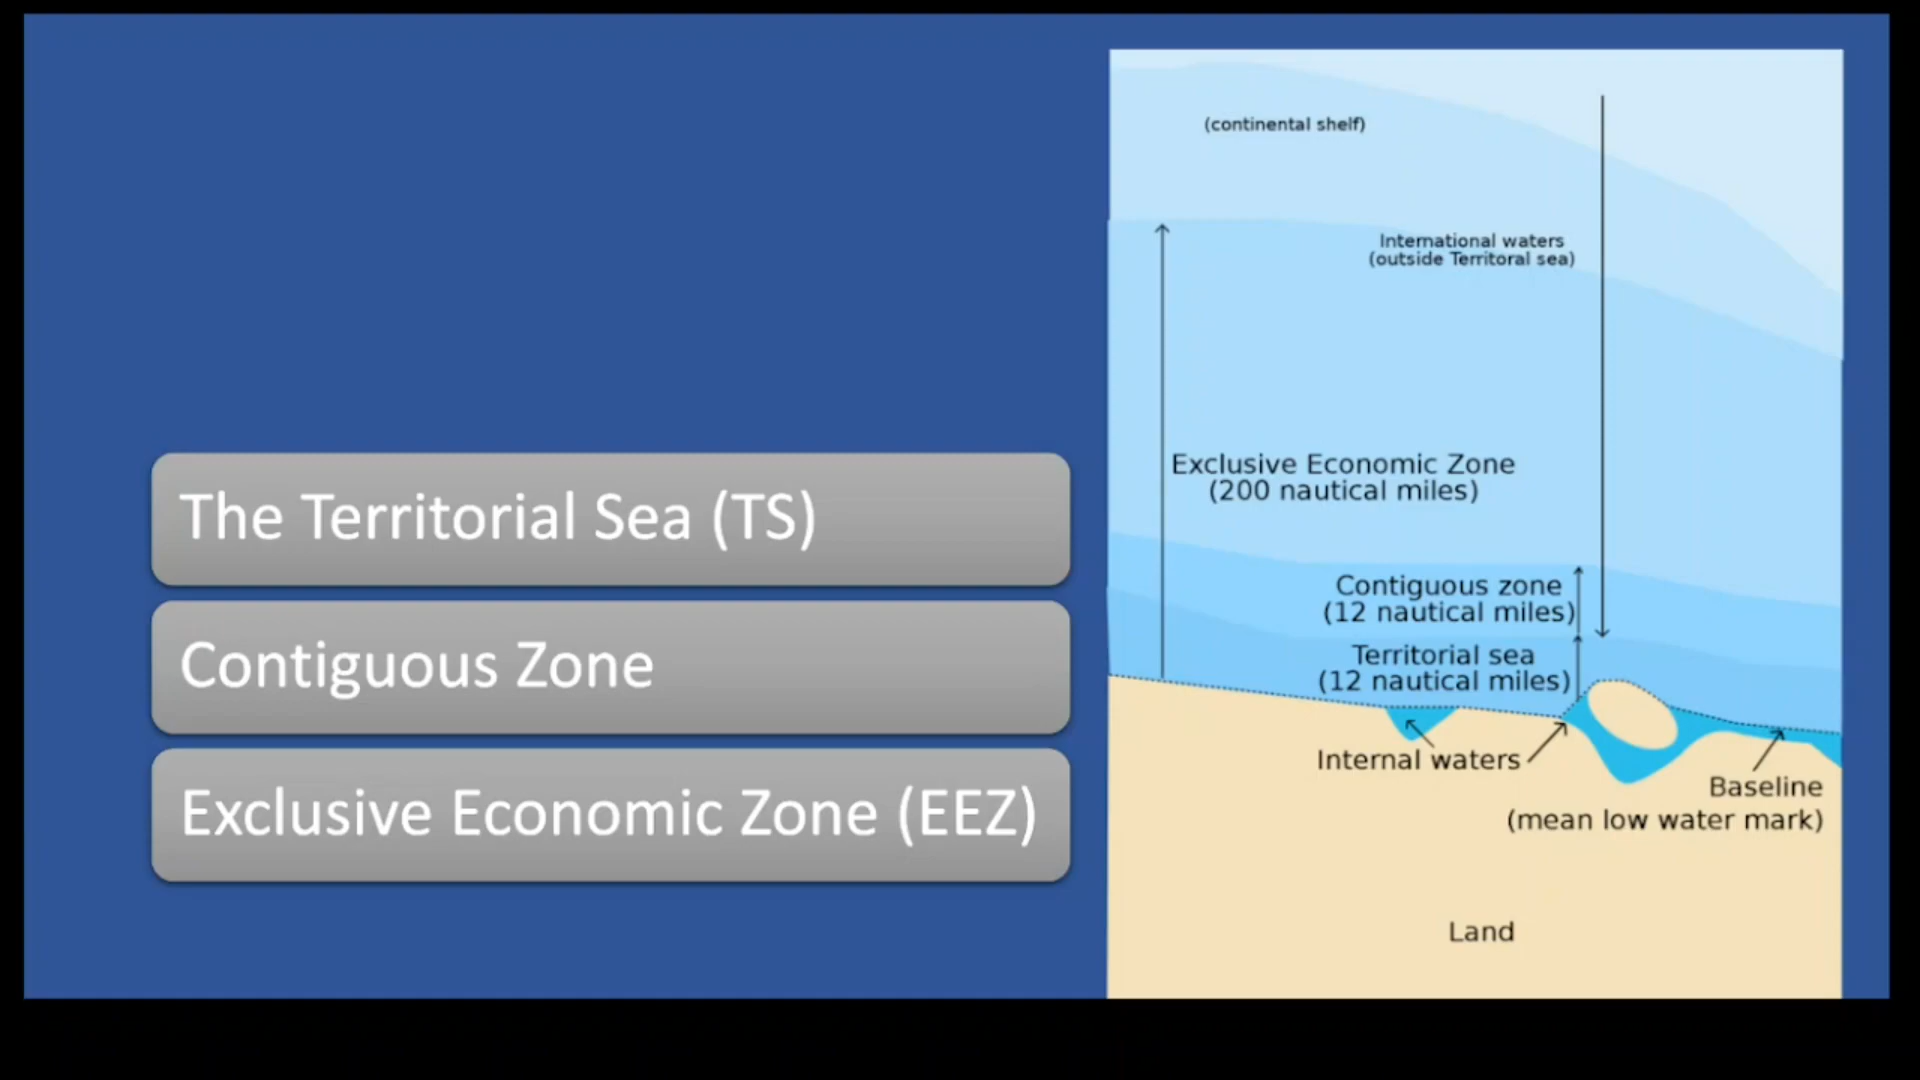 The Territorial Sea (TS)
Contiguous Zone
Exclusive Economic Zone (EEZ)
(continental shelf)
International waters
(outside Territoral sea)
Exclusive Economic Zone
(200 nautical miles)
Contiguous zone
(12 nautical miles)
Territorial sea
(12 nautical miles)
Internal waters
Baseline
(mean low water mark)
Land